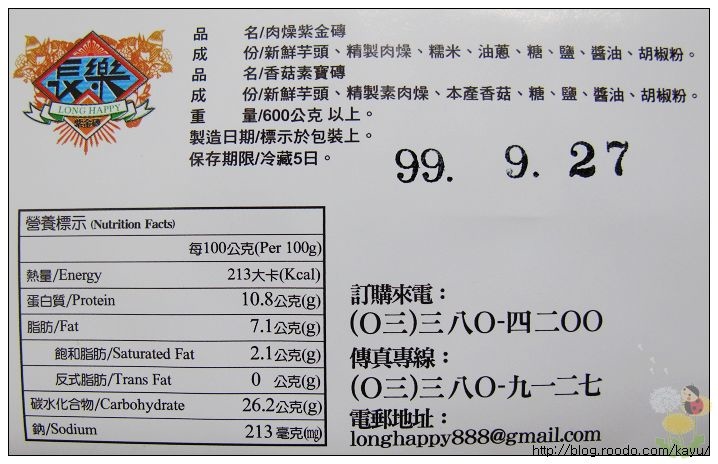 長樂
LONG HAPPY
紫金磚
品 名/肉燥紫金磚
成 份/新鮮芋頭、精製肉燥、糯米、油蔥、糖、鹽、醬油、胡椒粉。
品 名/香菇素寶磚
成 份/新鮮芋頭、精製素肉燥、本產香菇、糖、鹽、醬油、胡椒粉。
重 量/600公克 以上。
製造日期/標示於包裝上。
保存期限/冷藏5日。
99. 9. 27
營養標示 (Nutrition Facts)
每100公克(Per 100g)
熱量/Energy 213大卡(Kcal)
蛋白質/Protein 10.8公克(g)
脂肪/Fat 7.1公克(g)
飽和脂肪/Saturated Fat 2.1公克(g)
反式脂肪/Trans Fat 0 公克(g)
碳水化合物/Carbohydrate 26.2公克(g)
鈉/Sodium 213 毫克(mg)
訂購來電：
(O三)三八O-四二OO
傳真專線：
(O三)三八O-九一二七
電郵地址：
longhappy888@gmail.com
http://blog.roodo.com/kayu/